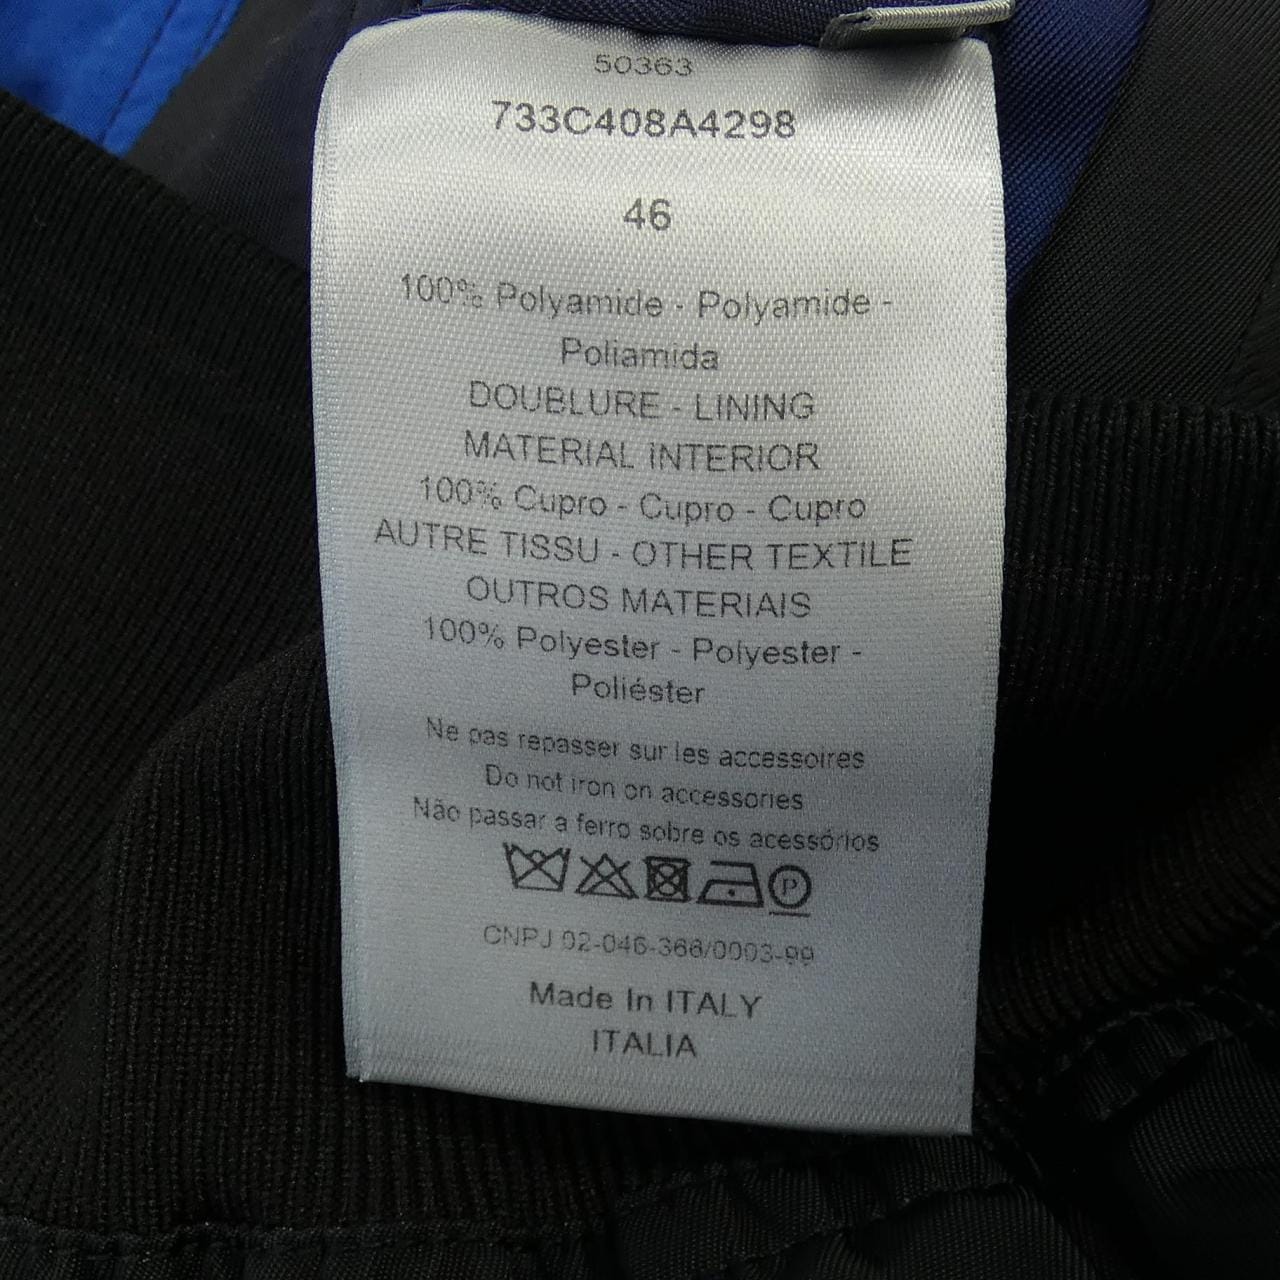 50363
733C408A4298
46
100% Polyamide - Polyamide -
Poliamida
DOUBLURE - LINING
MATERIAL INTERIOR
100% Cupro - Cupro - Cupro
AUTRE TISSU - OTHER TEXTILE
OUTROS MATERIAIS
100% Polyester - Polyester -
Poliéster
Ne pas repasser sur les accessoires
Do not iron on accessories
Não passar a ferro sobre os acessórios
P
CNPJ 02-046-366/0003-99
Made In ITALY
ITALIA